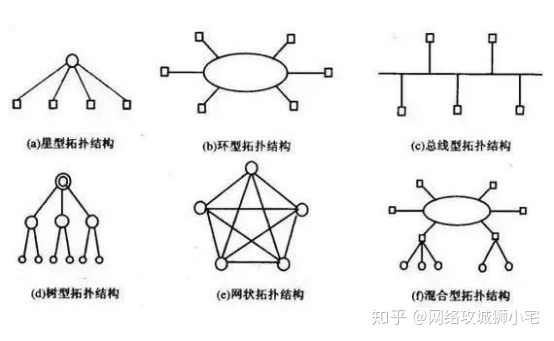 (a)星型拓扑结构
(b)环型拓扑结构
(c)总线型拓扑结构
(d)树型拓扑结构
(e)网状拓扑结构
(f)混合型拓扑结构
知乎 @网络攻城狮小宅